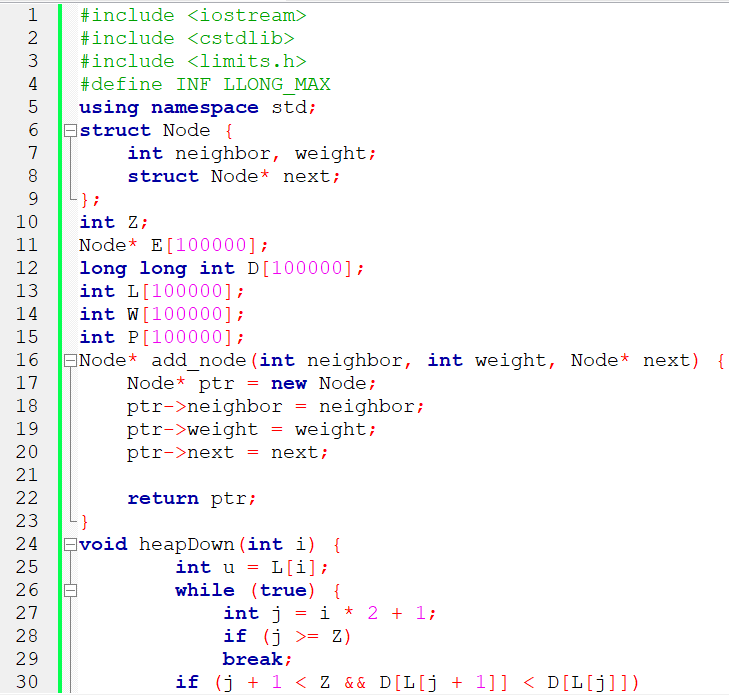 1 #include <iostream>
2 #include <cstdlib>
3 #include <limits.h>
4 #define INF LLONG_MAX
5 using namespace std;
6 struct Node {
7 int neighbor, weight;
8 struct Node* next;
9 };
10 int Z;
11 Node* E[100000];
12 long long int D[100000];
13 int L[100000];
14 int W[100000];
15 int P[100000];
16 Node* add_node(int neighbor, int weight, Node* next) {
17 Node* ptr = new Node;
18 ptr->neighbor = neighbor;
19 ptr->weight = weight;
20 ptr->next = next;
21
22 return ptr;
23 }
24 void heapDown(int i) {
25 int u = L[i];
26 while (true) {
27 int j = i * 2 + 1;
28 if (j >= Z)
29 break;
30 if (j + 1 < Z && D[L[j + 1]] < D[L[j]])